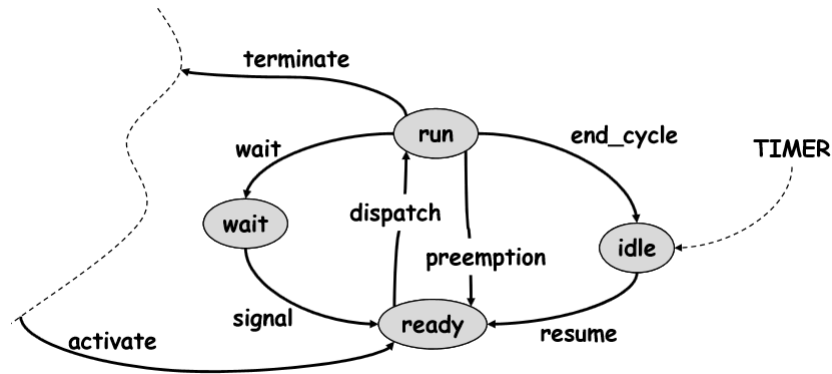 terminate
run
end_cycle
wait
TIMER
dispatch
wait
idle
preemption
signal
ready
resume
activate